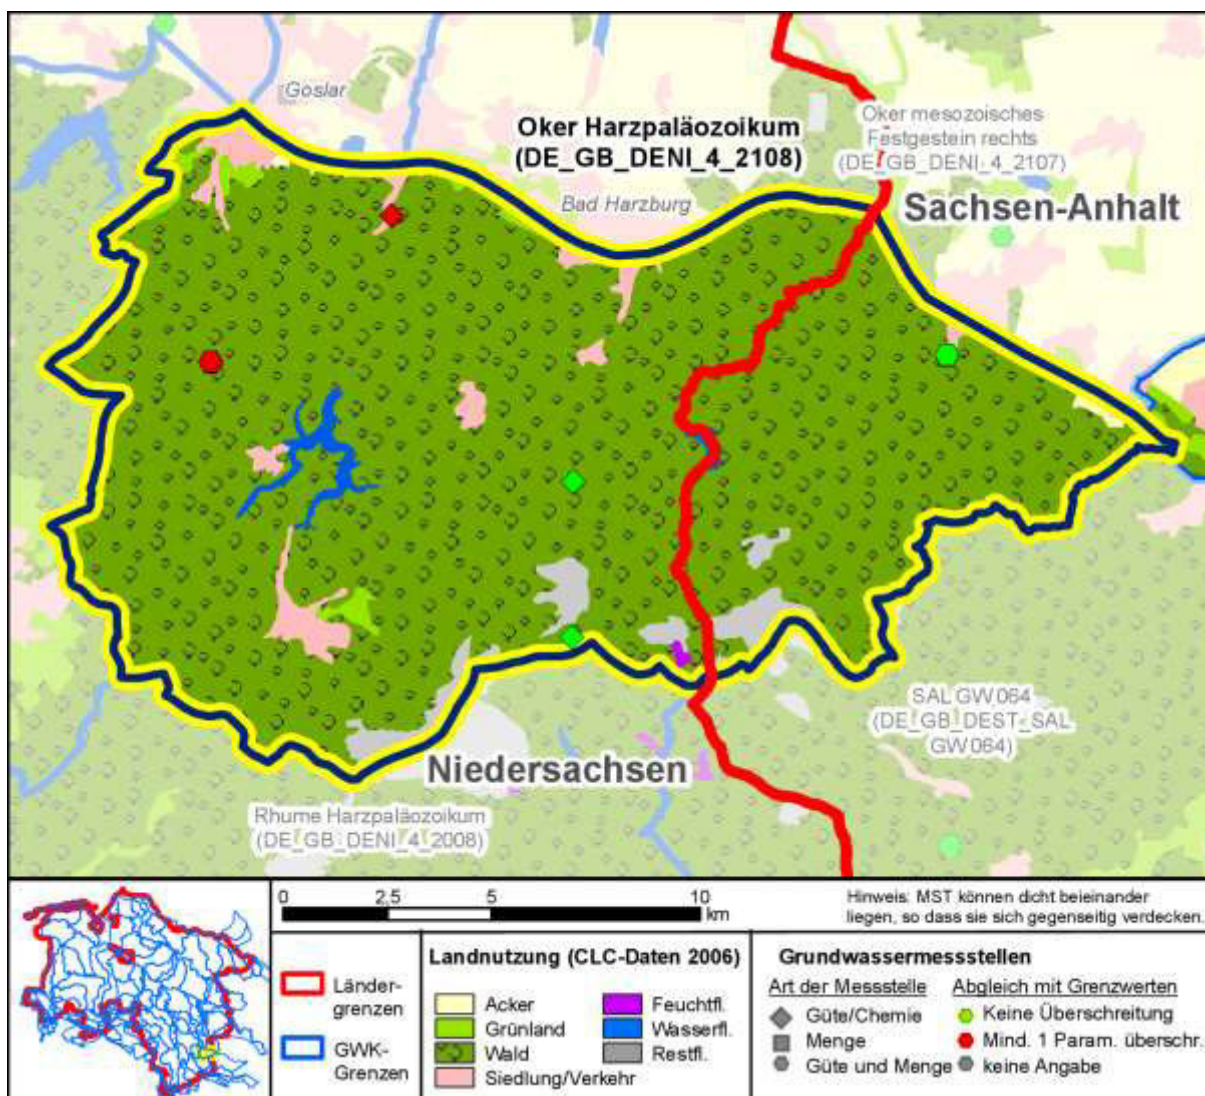 Goslar
Oker Harzpaläozoikum
(DE_GB_DENI_4_2108)
Oker mesozoisches
Festgestein rechts
(DE_GB_DENI_4_2107)
Bad Harzburg
Sachsen-Anhalt
SAL GW 064
(DE_GB_DEST_SAL
GW 064)
Niedersachsen
Rhume Harzpaläozoikum
(DE_GB_DENI_4_2008)
0 2,5 5 10
km
Hinweis: MST können dicht beieinander
liegen, so dass sie sich gegenseitig verdecken.
Länder-
grenzen
GWK-
Grenzen
Landnutzung (CLC-Daten 2006)
Acker
Grünland
Wald
Siedlung/Verkehr
Feuchtfl.
Wasserfl.
Restfl.
Grundwassermessstellen
Art der Messstelle
Güte/Chemie
Menge
Güte und Menge
Abgleich mit Grenzwerten
Keine Überschreitung
Mind. 1 Param. überschr.
keine Angabe